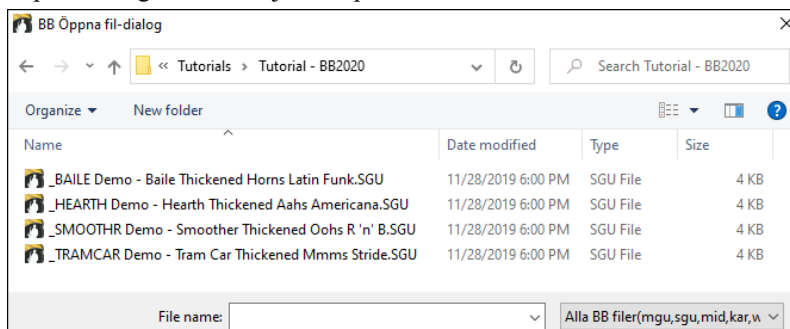 BB Öppna fil-dialog
« Tutorials > Tutorial - BB2020 Search Tutorial - BB2020
Organize New folder
Name Date modified Type Size
_BAILE Demo - Baile Thickened Horns Latin Funk.SGU 11/28/2019 6:00 PM SGU File 4 KB
_HEARTH Demo - Hearth Thickened Aahs Americana.SGU 11/28/2019 6:00 PM SGU File 4 KB
_SMOOTHR Demo - Smoother Thickened Oohs R 'n' B.SGU 11/28/2019 6:00 PM SGU File 4 KB
_TRAMCAR Demo - Tram Car Thickened Mmms Stride.SGU 11/28/2019 6:00 PM SGU File 4 KB
File name: Alla BB filer(mgu,sgu,mid,kar,w